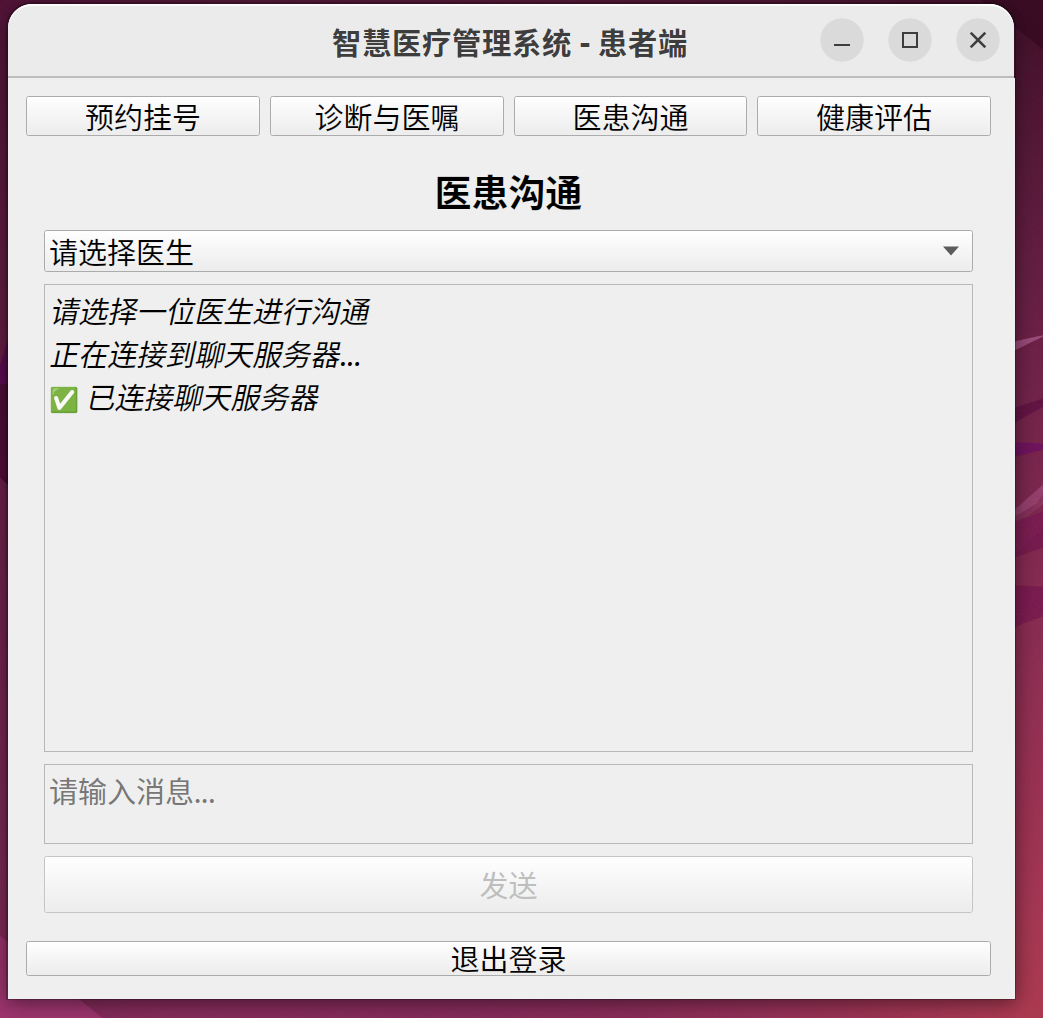 智慧医疗管理系统 - 患者端
预约挂号 诊断与医嘱 医患沟通 健康评估
医患沟通
请选择医生
请选择一位医生进行沟通
正在连接到聊天服务器...
✅ 已连接聊天服务器
请输入消息...
发送
退出登录